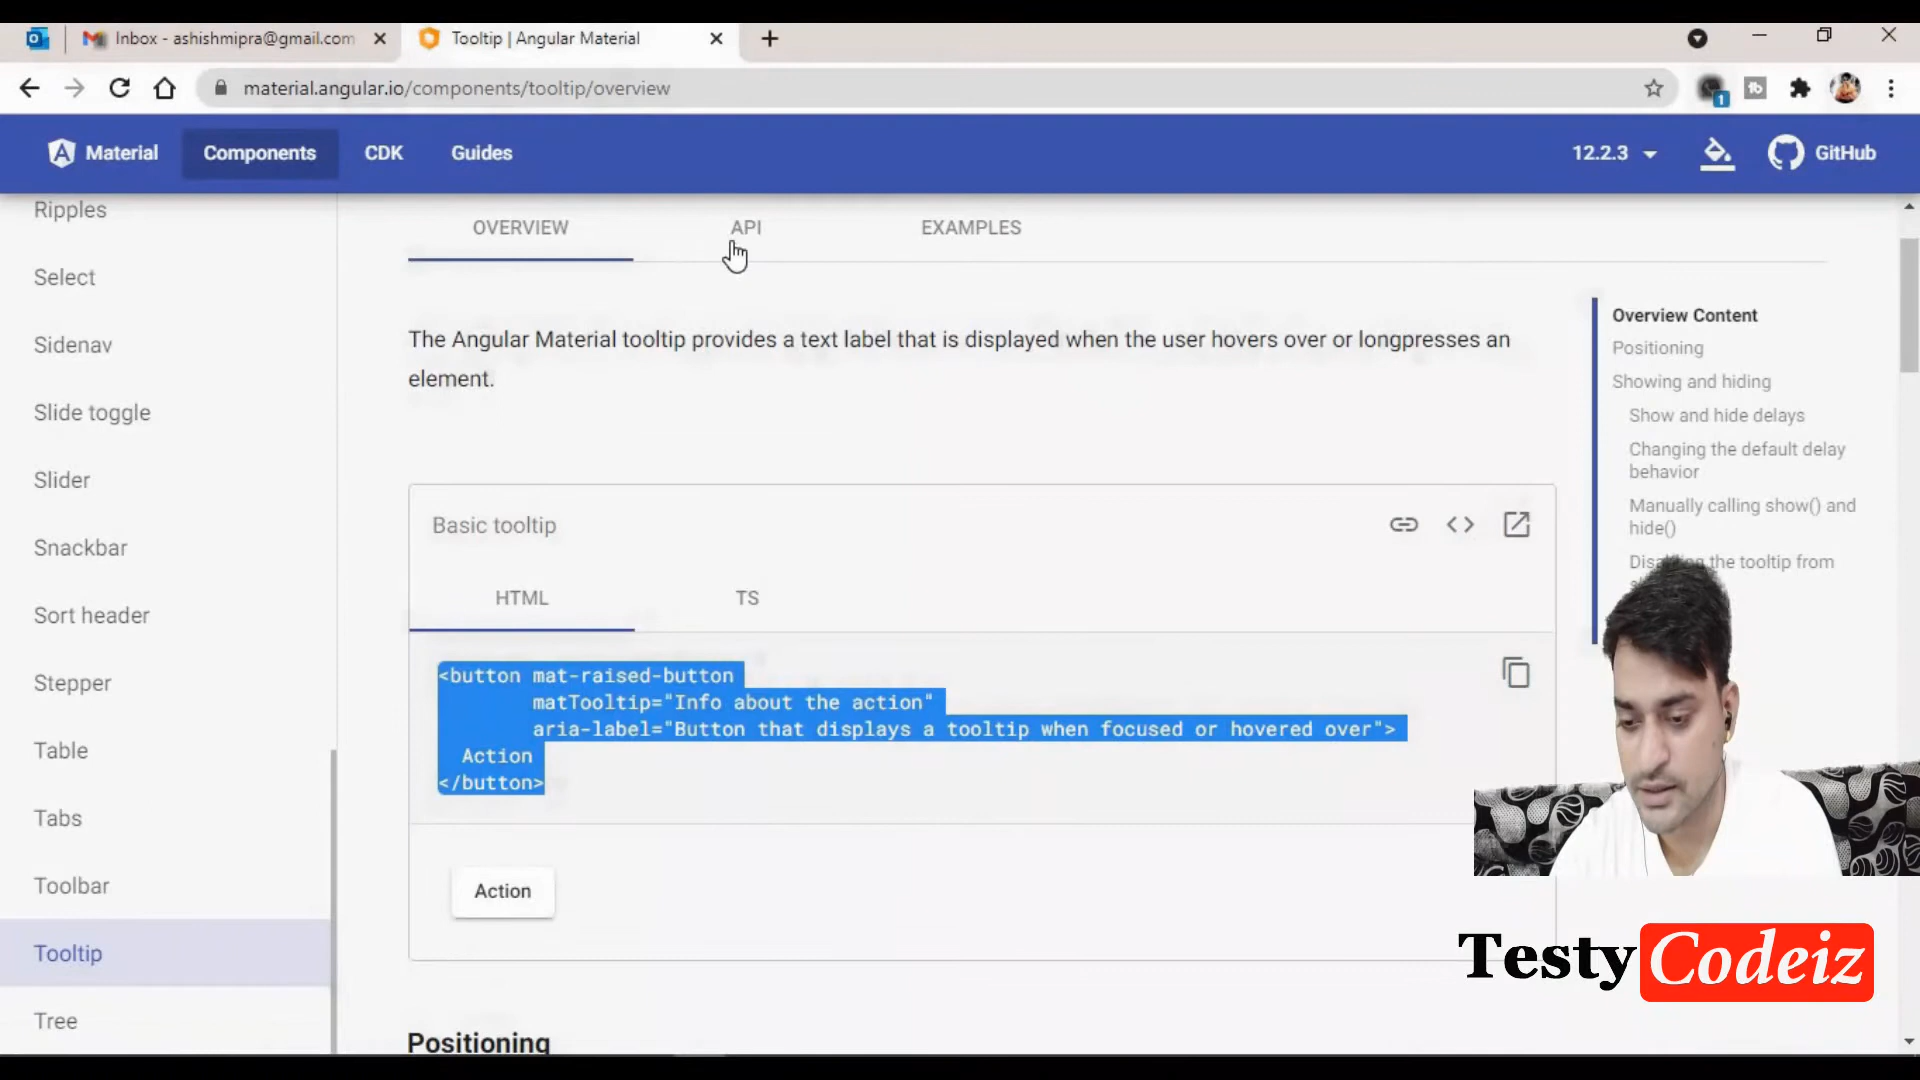 Inbox - ashishmipra@gmail.com
Tooltip | Angular Material
material.angular.io/components/tooltip/overview
1
Material
Components
CDK
Guides
12.2.3
GitHub
Ripples
Select
Sidenav
Slide toggle
Slider
Snackbar
Sort header
Stepper
Table
Tabs
Toolbar
Tooltip
Tree
OVERVIEW
API
EXAMPLES
The Angular Material tooltip provides a text label that is displayed when the user hovers over or longpresses an
element.
Basic tooltip
HTML
TS
<button mat-raised-button
matTooltip="Info about the action"
aria-label="Button that displays a tooltip when focused or hovered over">
Action
</button>
Action
Positioning
Overview Content
Positioning
Showing and hiding
Show and hide delays
Changing the default delay
behavior
Manually calling show() and
hide()
the tooltip from
Testy Codeiz